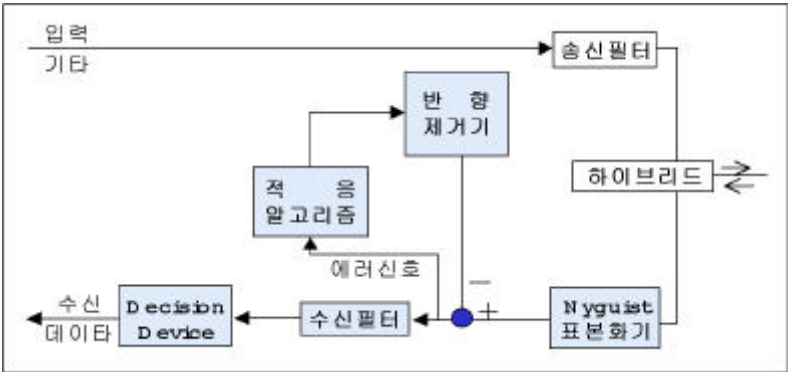 입력
기타
송신필터
반 향
제거기
하이브리드
적 응
알고리즘
에러신호
−
+
수신
데이타
Decision
Device
수신필터
Nyguist
표본화기